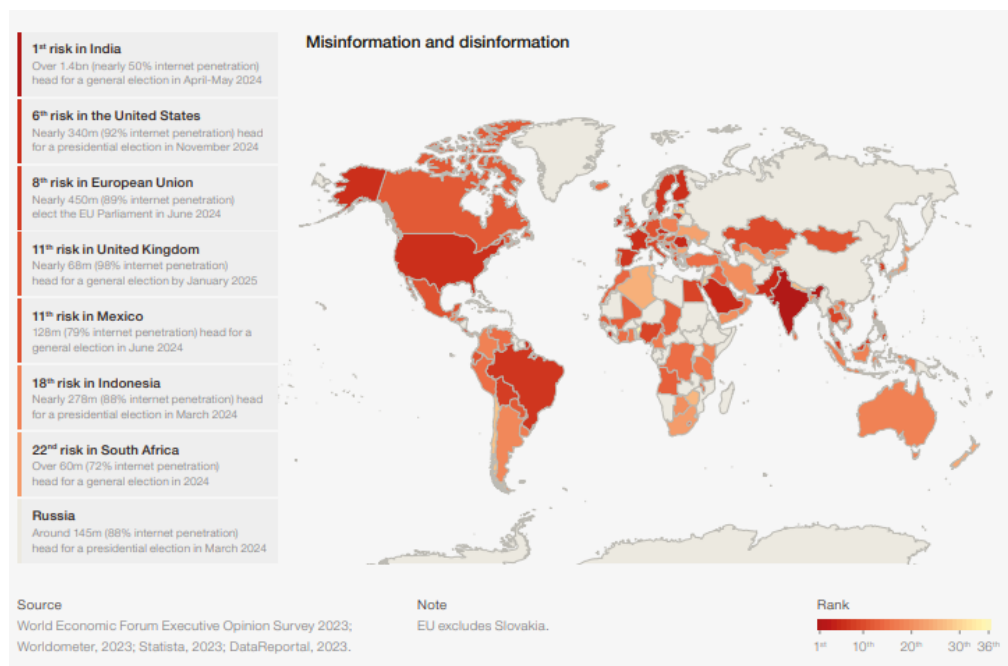 Misinformation and disinformation
1st risk in India
Over 1.4bn (nearly 50% internet penetration)
head for a general election in April-May 2024
6th risk in the United States
Nearly 340m (92% internet penetration) head
for a presidential election in November 2024
8th risk in European Union
Nearly 450m (89% internet penetration)
elect the EU Parliament in June 2024
11th risk in United Kingdom
Nearly 68m (98% internet penetration)
head for a general election by January 2025
11th risk in Mexico
128m (79% internet penetration) head for a
general election in June 2024
18th risk in Indonesia
Nearly 278m (88% internet penetration) head
for a presidential election in March 2024
22nd risk in South Africa
Over 60m (72% internet penetration)
head for a general election in 2024
Russia
Around 145m (88% internet penetration)
head for a presidential election in March 2024
Source
World Economic Forum Executive Opinion Survey 2023;
Worldometer, 2023; Statista, 2023; DataReportal, 2023.
Note
EU excludes Slovakia.
Rank
1st 10th 20th 30th 36th